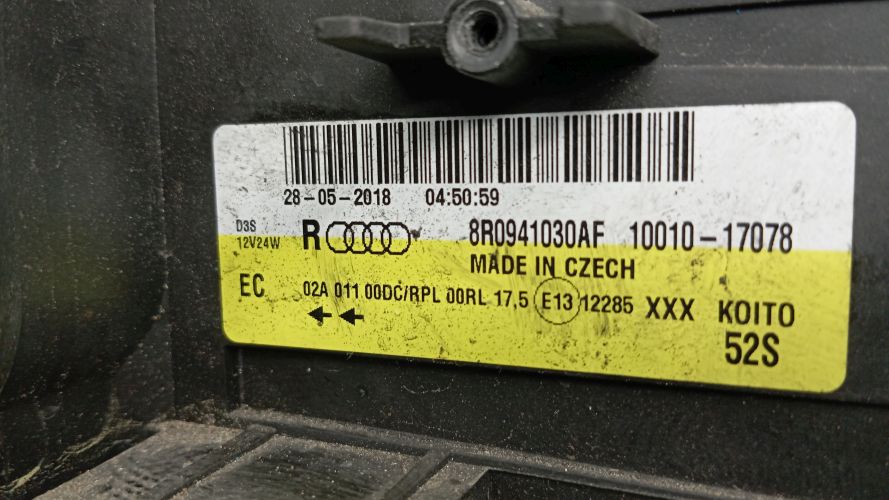 28-05-2018 04:50:59
D3S
12V24W
R 8R0941030AF 10010-17078
MADE IN CZECH
EC 02A 011 00DC/RPL 00RL 17,5 E13 12285 XXX KOITO
52S